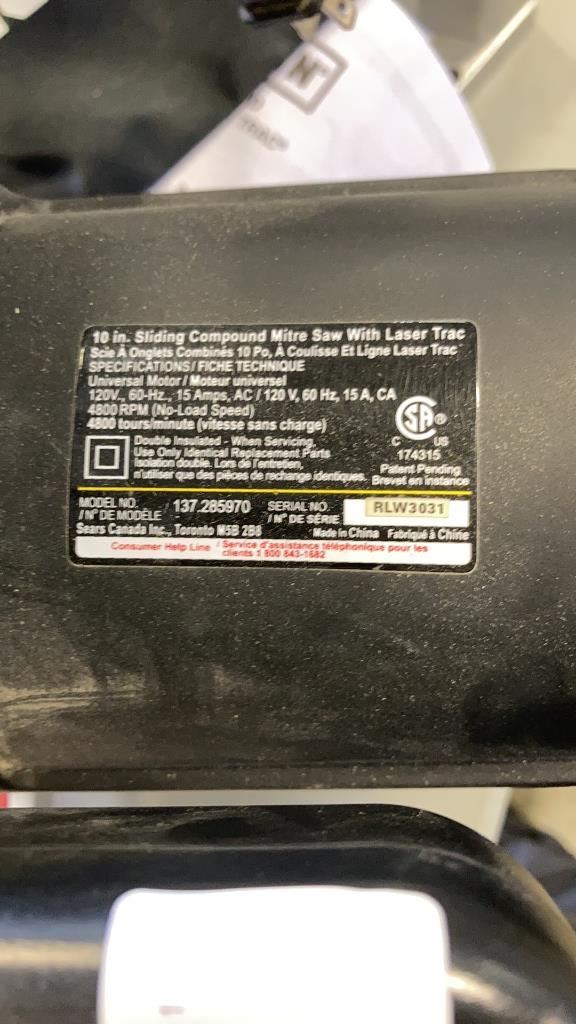 N
10 in. Sliding Compound Mitre Saw With Laser Trac
Scie À Onglets Combinés 10 Po, À Coulisse Et Ligne Laser Trac
SPECIFICATIONS / FICHE TECHNIQUE
Universal Motor / Moteur universel
120V., 60-Hz., 15 Amps, AC / 120 V, 60 Hz, 15 A, CA
4800 RPM (No-Load Speed)
4800 tours/minute (vitesse sans charge)
SA ®
C US
174315
Patent Pending
Brevet en instance
Double Insulated - When Servicing,
Use Only Identical Replacement Parts
Isolation double. Lors de l'entretien,
n'utiliser que des pièces de rechange identiques.
MODEL NO. / N° DE MODÈLE 137.285970 SERIAL NO. / N° DE SÉRIE RLW3031
Sears Canada Inc., Toronto M5B 2B8 Made in China Fabriqué à Chine
Consumer Help Line / Service d'assistance téléphonique pour les
clients 1 800 843-1682